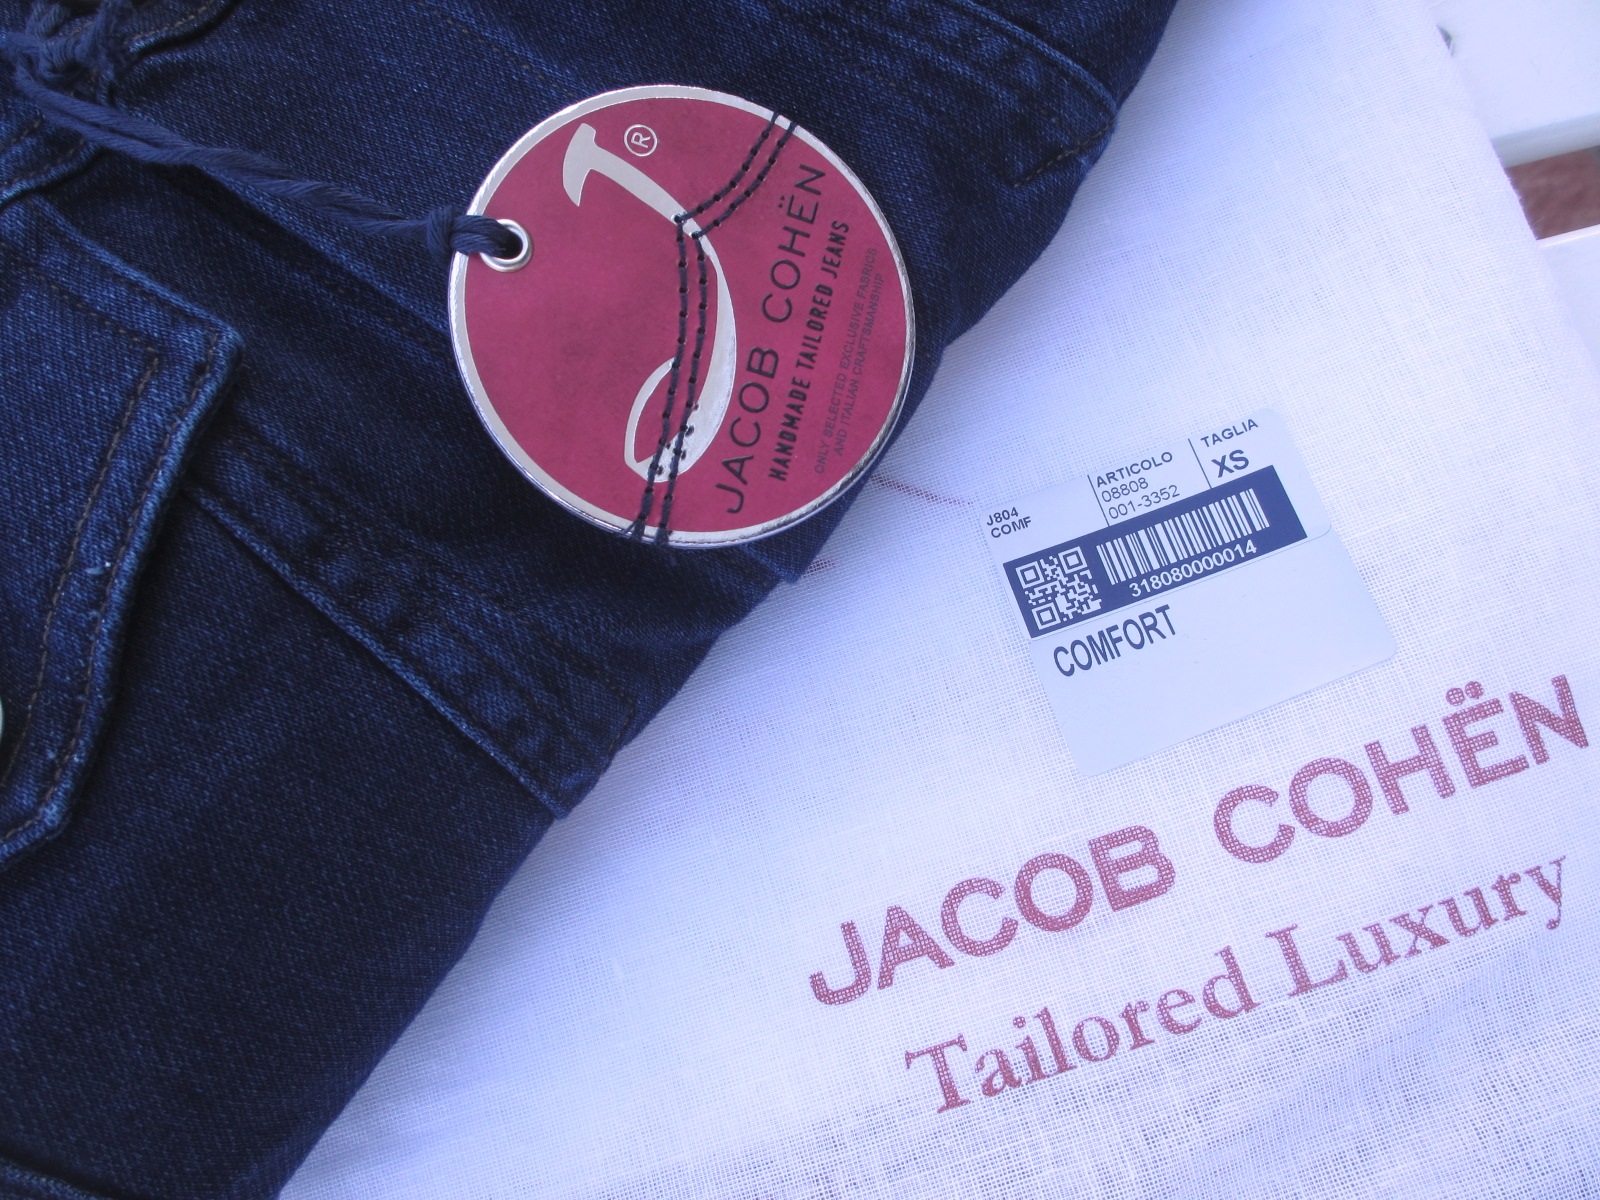 ®
JACOB COHËN
HANDMADE TAILORED JEANS
ONLY SELECTED EXCLUSIVE FABRICS
AND ITALIAN CRAFTSMANSHIP
J804
COMF
ARTICOLO
08808
001-3352
TAGLIA
XS
318080000014
COMFORT
JACOB COHËN
Tailored Luxury